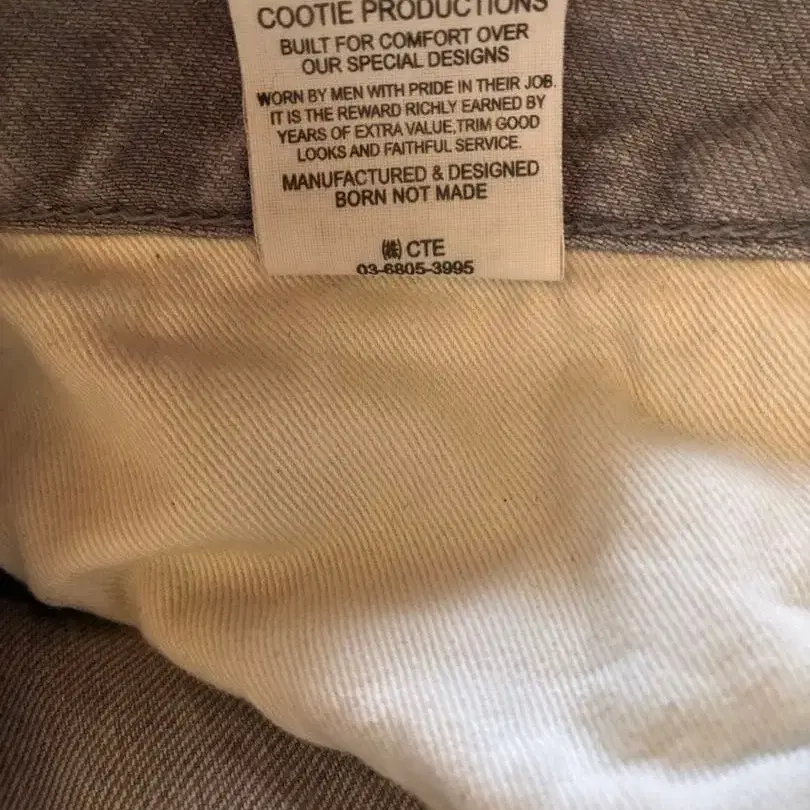 COOTIE PRODUCTIONS
BUILT FOR COMFORT OVER
OUR SPECIAL DESIGNS
WORN BY MEN WITH PRIDE IN THEIR JOB.
IT IS THE REWARD RICHLY EARNED BY
YEARS OF EXTRA VALUE,TRIM GOOD
LOOKS AND FAITHFUL SERVICE.
MANUFACTURED & DESIGNED
BORN NOT MADE
㈱ CTE
03-6805-3995